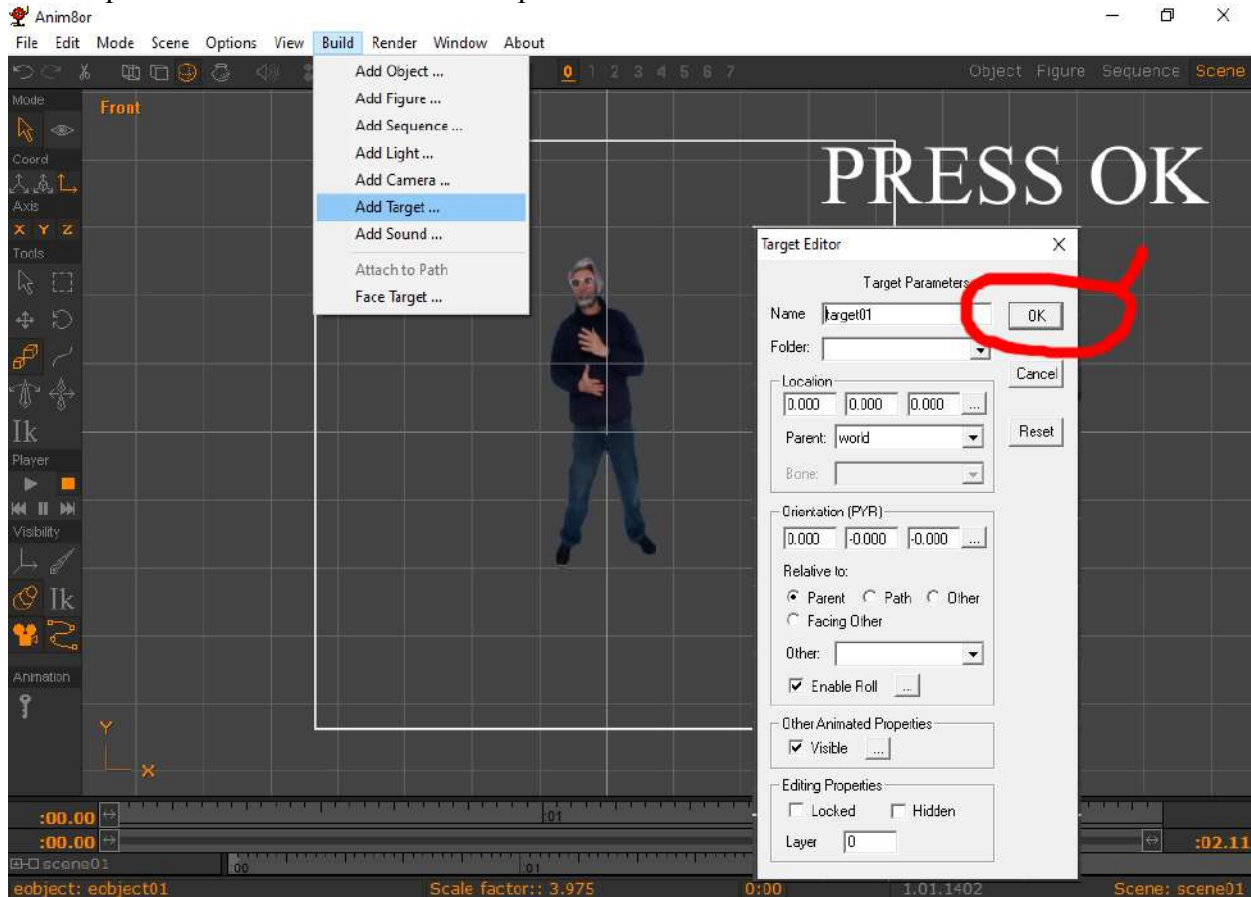 Anim8or
File Edit Mode Scene Options View Build Render Window About
0 1 2 3 4 5 6 7
Object Figure Sequence Scene
Add Object ...
Add Figure ...
Add Sequence ...
Add Light ...
Add Camera ...
Add Target ...
Add Sound ...
Attach to Path
Face Target ...
Mode
Front
Coord
Axis
X Y Z
Tools
Ik
Player
Visibility
Ik
Animation
Y
X
PRESS OK
Target Editor
Target Parameters
Name target01
OK
Folder:
Cancel
Location
0.000 0.000 0.000 ...
Parent: world
Reset
Bone:
Orientation (PYR)
0.000 -0.000 -0.000 ...
Relative to:
Parent Path Other
Facing Other
Other:
Enable Roll ...
Other Animated Properties
Visible ...
Editing Properties
Locked Hidden
Layer 0
:00.00 :01
:00.00 :02.11
scene01 :00 :01
eobject: eobject01 Scale factor:: 3.975 0:00 1.01.1402 Scene: scene01